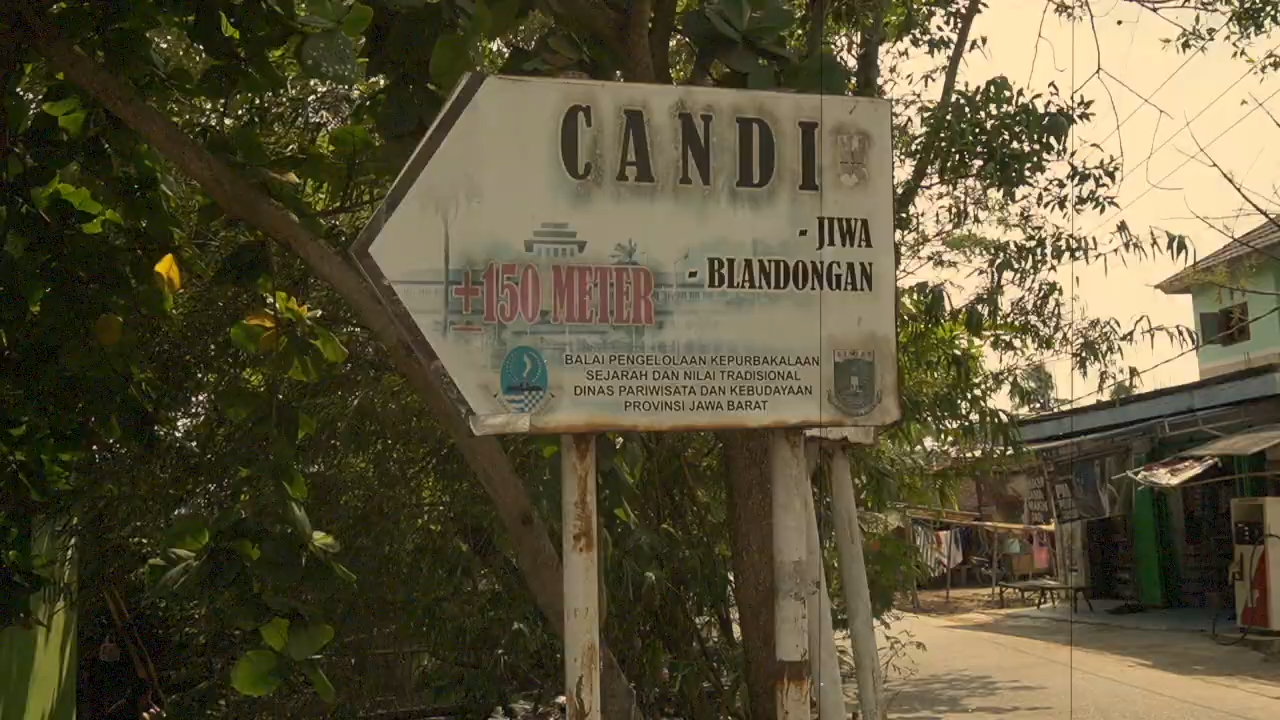 CANDI
- JIWA
- BLANDONGAN
±150 METER
BALAI PENGELOLAAN KEPURBAKALAAN
SEJARAH DAN NILAI TRADISIONAL
DINAS PARIWISATA DAN KEBUDAYAAN
PROVINSI JAWA BARAT